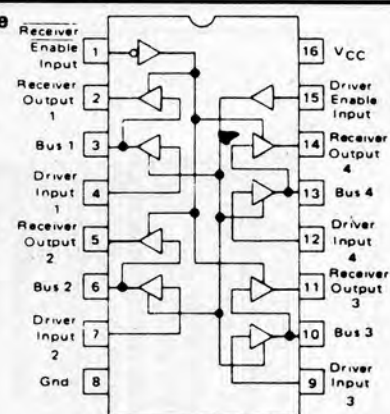 Receiver
Enable
Input
1
Receiver
Output
1
2
Bus 1
3
Driver
Input
1
4
Receiver
Output
2
5
Bus 2
6
Driver
Input
2
7
Gnd
8
16
VCC
15
Driver
Enable
Input
14
Receiver
Output
4
13
Bus 4
12
Driver
Input
4
11
Receiver
Output
3
10
Bus 3
9
Driver
Input
3